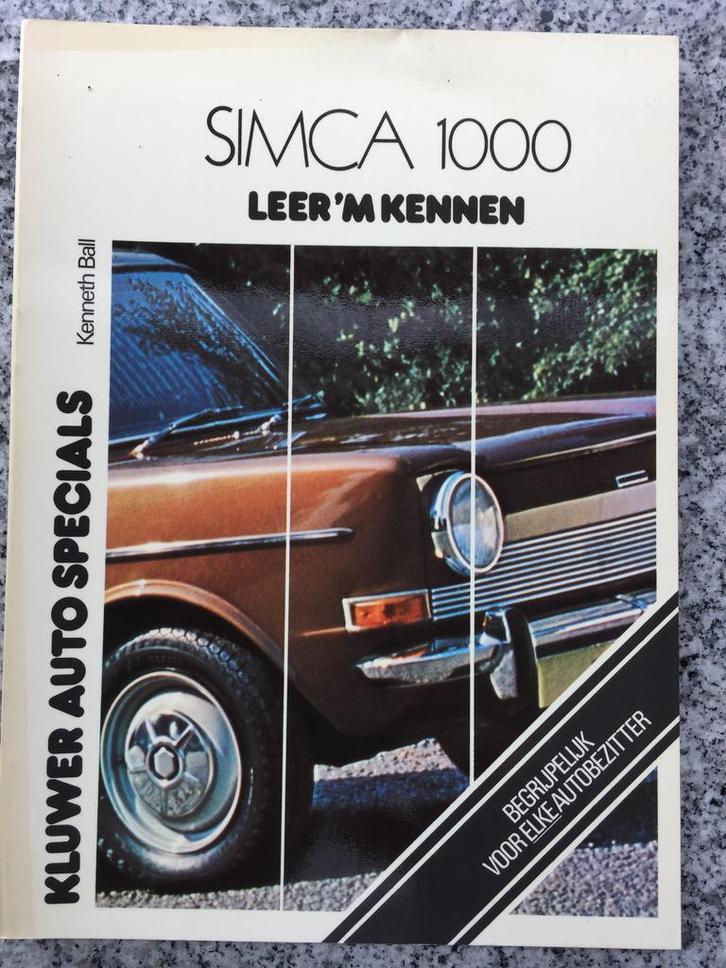 SIMCA 1000
LEER 'M KENNEN
Kenneth Ball
KLUWER AUTO SPECIALS
BEGRIJPELIJK
VOOR ELKE AUTOBEZITTER